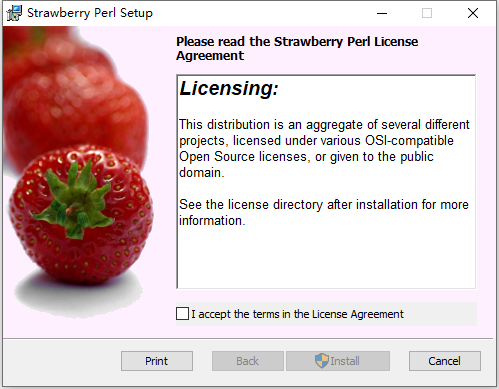 Strawberry Perl Setup
Please read the Strawberry Perl License
Agreement
Licensing:
This distribution is an aggregate of several different
projects, licensed under various OSI-compatible
Open Source licenses, or given to the public
domain.
See the license directory after installation for more
information.
I accept the terms in the License Agreement
Print
Back
Install
Cancel